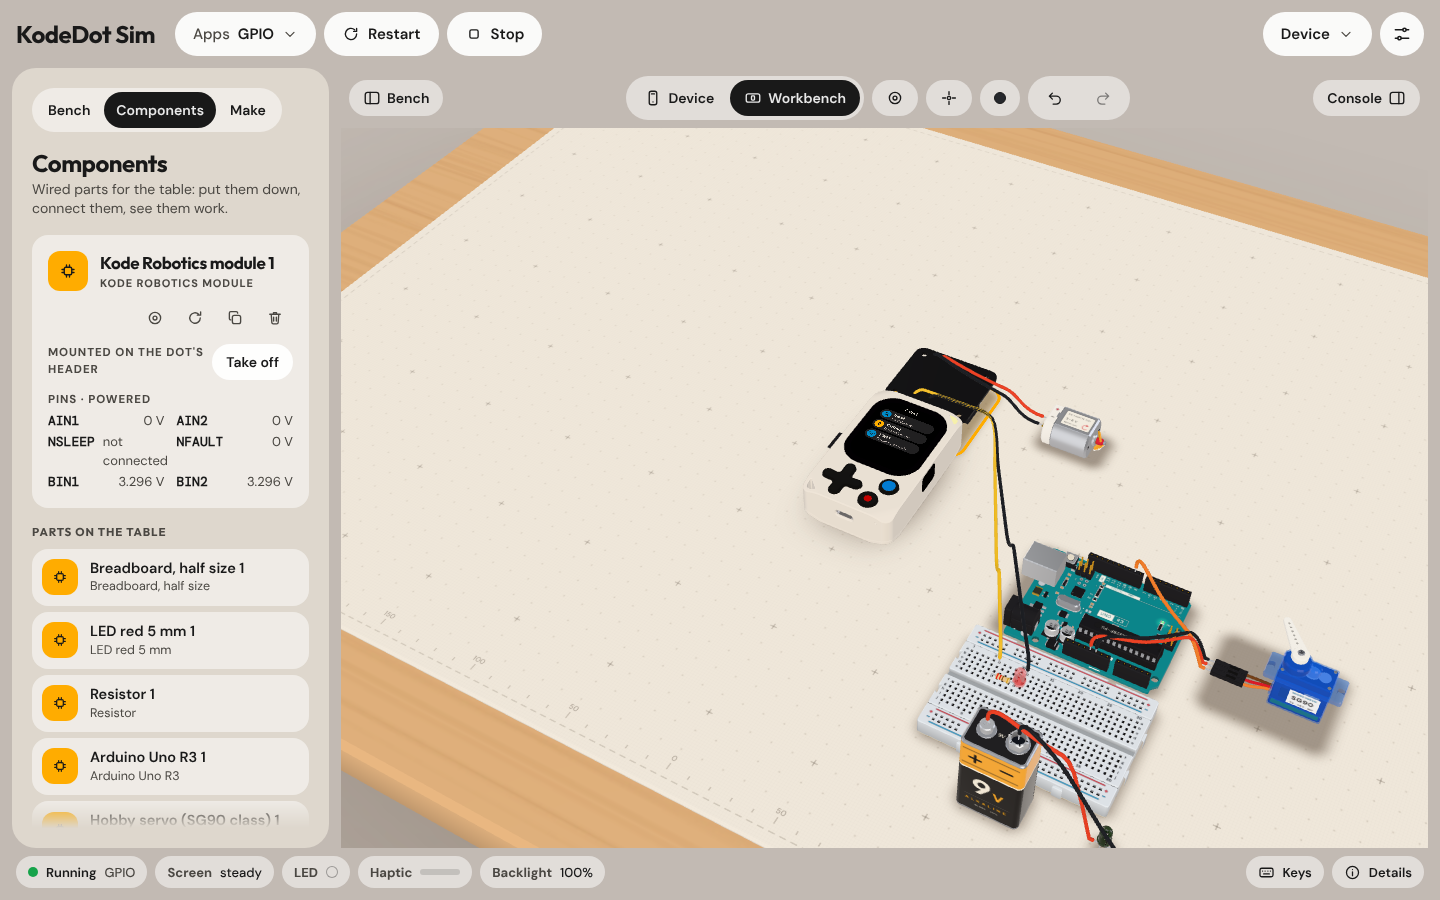 KodeDot Sim
Apps GPIO
Restart
Stop
Device
Bench
Components
Make
Bench
Device
Workbench
Console
Components
Wired parts for the table: put them down,
connect them, see them work.
Kode Robotics module 1
KODE ROBOTICS MODULE
MOUNTED ON THE DOT'S
HEADER
Take off
PINS · POWERED
AIN1 0 V AIN2 0 V
NSLEEP not connected NFAULT 0 V
BIN1 3.296 V BIN2 3.296 V
PARTS ON THE TABLE
Breadboard, half size 1
Breadboard, half size
LED red 5 mm 1
LED red 5 mm
Resistor 1
Resistor
Arduino Uno R3 1
Arduino Uno R3
Hobby servo (SG90 class) 1
100
50
0
50
SG90
9V
Running GPIO
Screen steady
LED
Haptic
Backlight 100%
Keys
Details